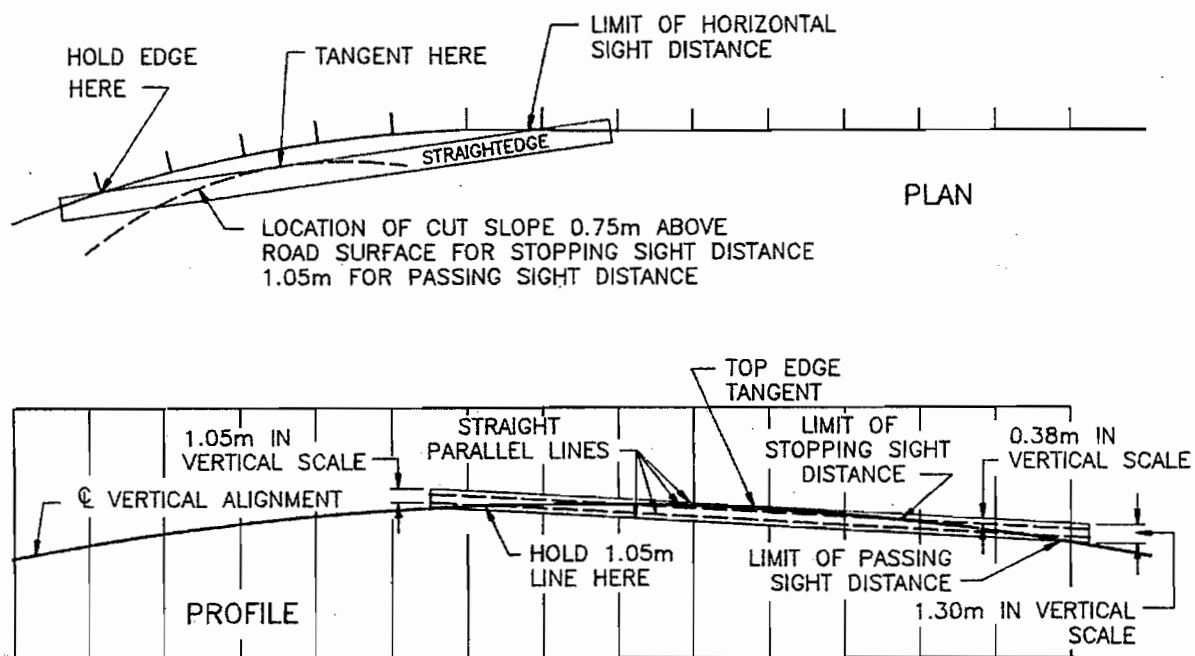 LIMIT OF HORIZONTAL
SIGHT DISTANCE
HOLD EDGE
HERE
TANGENT HERE
STRAIGHTEDGE
PLAN
LOCATION OF CUT SLOPE 0.75m ABOVE
ROAD SURFACE FOR STOPPING SIGHT DISTANCE
1.05m FOR PASSING SIGHT DISTANCE
TOP EDGE
TANGENT
1.05m IN
VERTICAL SCALE
STRAIGHT
PARALLEL LINES
LIMIT OF
STOPPING SIGHT
DISTANCE
0.38m IN
VERTICAL SCALE
℄ VERTICAL ALIGNMENT
HOLD 1.05m
LINE HERE
LIMIT OF PASSING
SIGHT DISTANCE
1.30m IN VERTICAL
SCALE
PROFILE